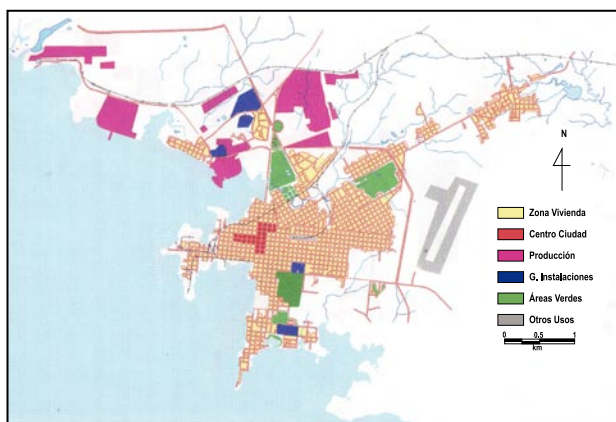 N
Zona Vivienda
Centro Ciudad
Producción
G. Instalaciones
Áreas Verdes
Otros Usos
0 0.5 1
km